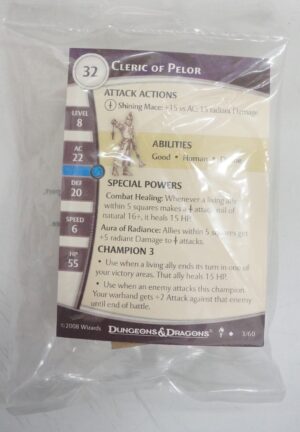 32
CLERIC OF PELOR
LEVEL
8
AC
22
DEF
20
SPEED
6
HP
55
ATTACK ACTIONS
Shining Mace: +15 vs AC; 15 radiant Damage
ABILITIES
Good • Human • Divine
SPECIAL POWERS
Combat Healing: Whenever a living ally
within 5 squares makes a attack roll of
natural 16+, it heals 15 HP.
Aura of Radiance: Allies within 5 squares get
+5 radiant Damage to attacks.
CHAMPION 3
• Use when a living ally ends its turn in one of
your victory areas. That ally heals 15 HP.
• Use when an enemy attacks this champion.
Your warband gets +2 Attack against that enemy
until end of battle.
©2008 Wizards
DUNGEONS & DRAGONS
3/60